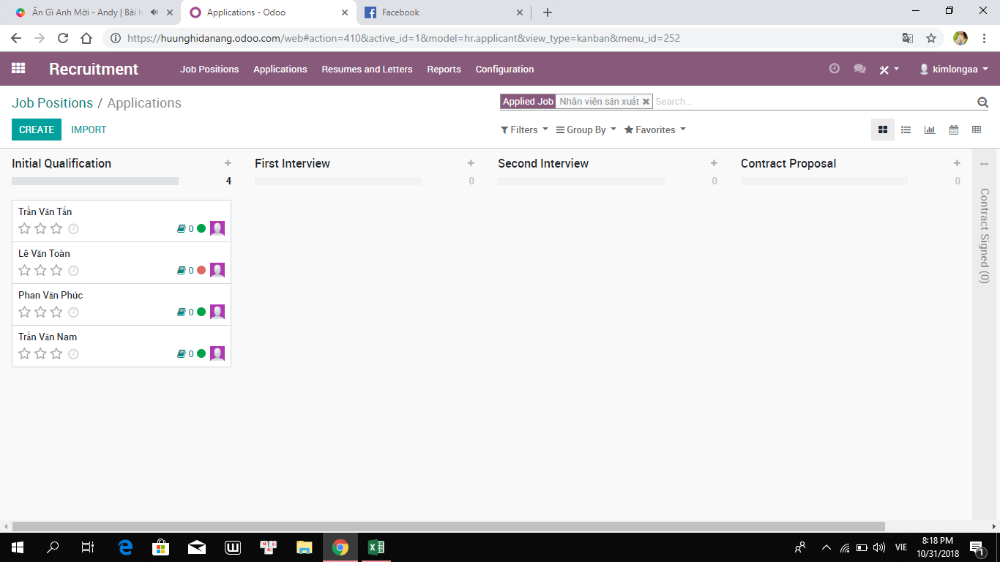 Ăn Gì Anh Mời - Andy | Bài h
Applications - Odoo
Facebook
https://huunghidanang.odoo.com/web#action=410&active_id=1&model=hr.applicant&view_type=kanban&menu_id=252
Recruitment Job Positions Applications Resumes and Letters Reports Configuration kimlongaa
Job Positions / Applications
Applied Job Nhân viên sản xuất Search...
CREATE IMPORT Filters Group By Favorites
Initial Qualification First Interview Second Interview Contract Proposal
4 0 0 0
Contract Signed (0)
Trần Văn Tấn
0
Lê Văn Toàn
0
Phan Văn Phúc
0
Trần Văn Nam
0
VIE
8:18 PM
10/31/2018
1